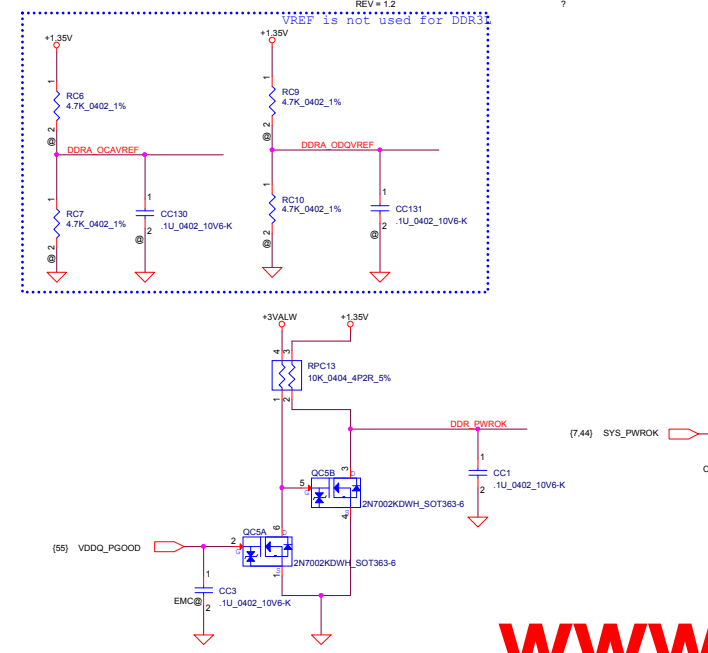 REV = 1.2
?
VREF is not used for DDR3L
+1.35V
+1.35V
1
RC6
4.7K_0402_1%
2
@
1
RC9
4.7K_0402_1%
2
@
DDRA_OCAVREF
DDRA_ODQVREF
1
RC7
4.7K_0402_1%
2
@
1
CC130
.1U_0402_10V6-K
2
@
1
RC10
4.7K_0402_1%
2
@
1
CC131
.1U_0402_10V6-K
2
@
+3VALW
+1.35V
4
3
RPC13
10K_0404_4P2R_5%
1
2
DDR_PWROK
{7,44} SYS_PWROK
QC5B
3
D
5
G
2N7002KDWH_SOT363-6
4
S
1
CC1
.1U_0402_10V6-K
2
C
{55} VDDQ_PGOOD
QC5A
6
D
2
G
2N7002KDWH_SOT363-6
1
S
1
CC3
.1U_0402_10V6-K
EMC@
2
www